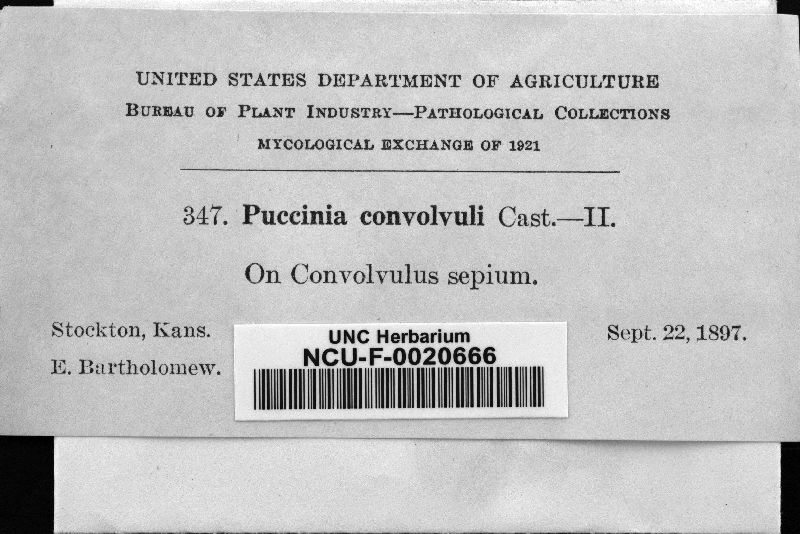 UNITED STATES DEPARTMENT OF AGRICULTURE
BUREAU OF PLANT INDUSTRY—PATHOLOGICAL COLLECTIONS
MYCOLOGICAL EXCHANGE OF 1921
347. Puccinia convolvuli Cast.—II.
On Convolvulus sepium.
Stockton, Kans.
Sept. 22, 1897.
E. Bartholomew.
UNC Herbarium
NCU-F-0020666